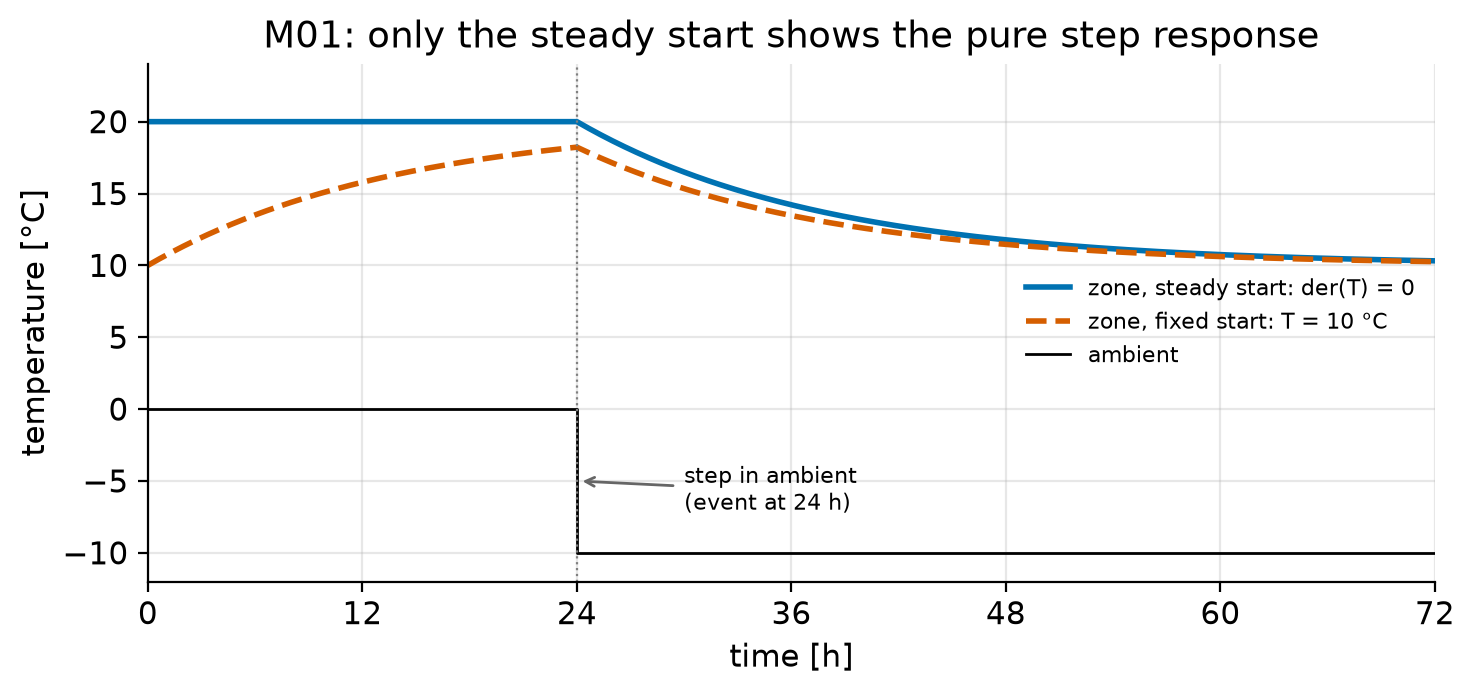 M01: only the steady start shows the pure step response
temperature [°C]
20
15
10
5
0
−5
−10
zone, steady start: der(T) = 0
zone, fixed start: T = 10 °C
ambient
step in ambient
(event at 24 h)
0 12 24 36 48 60 72
time [h]